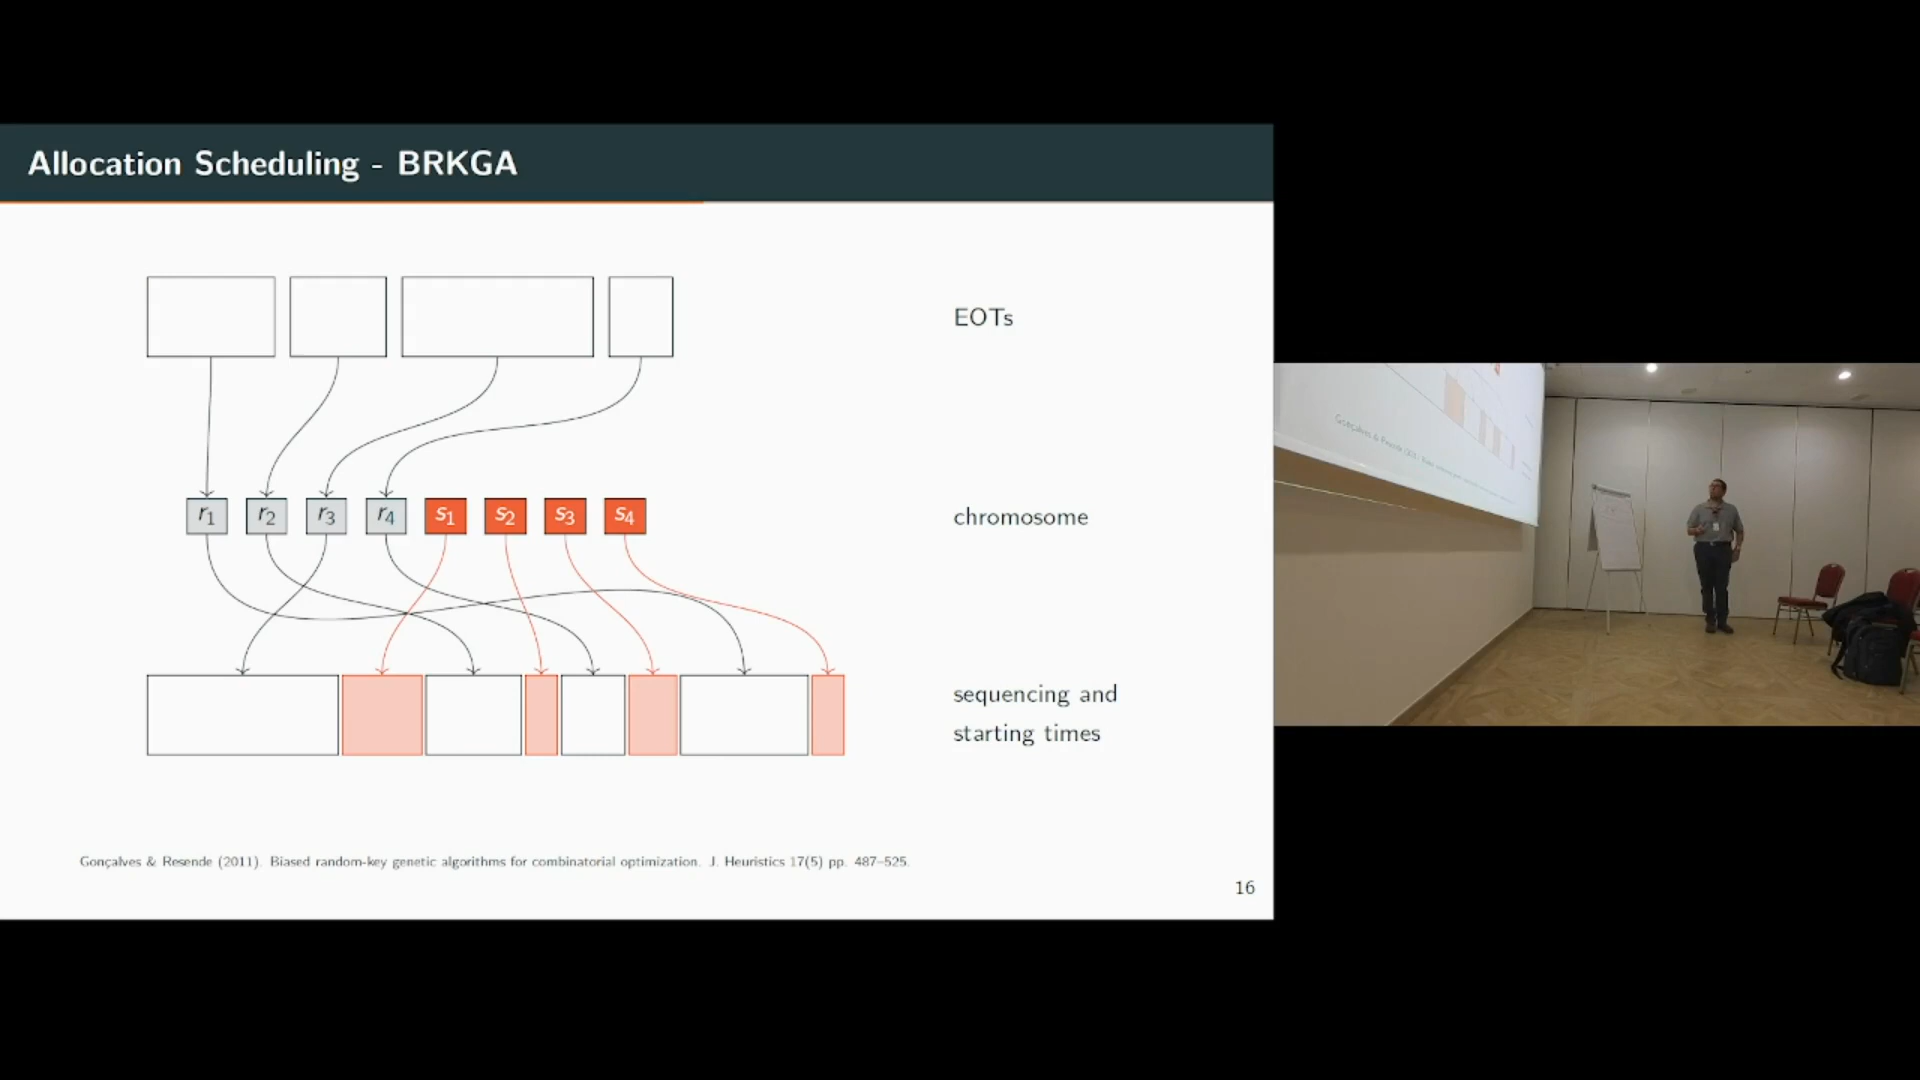 Allocation Scheduling - BRKGA
EOTs
r1 r2 r3 r4 s1 s2 s3 s4
chromosome
sequencing and
starting times
Gonçalves & Resende (2011). Biased random-key genetic algorithms for combinatorial optimization. J. Heuristics 17(5) pp. 487–525.
16